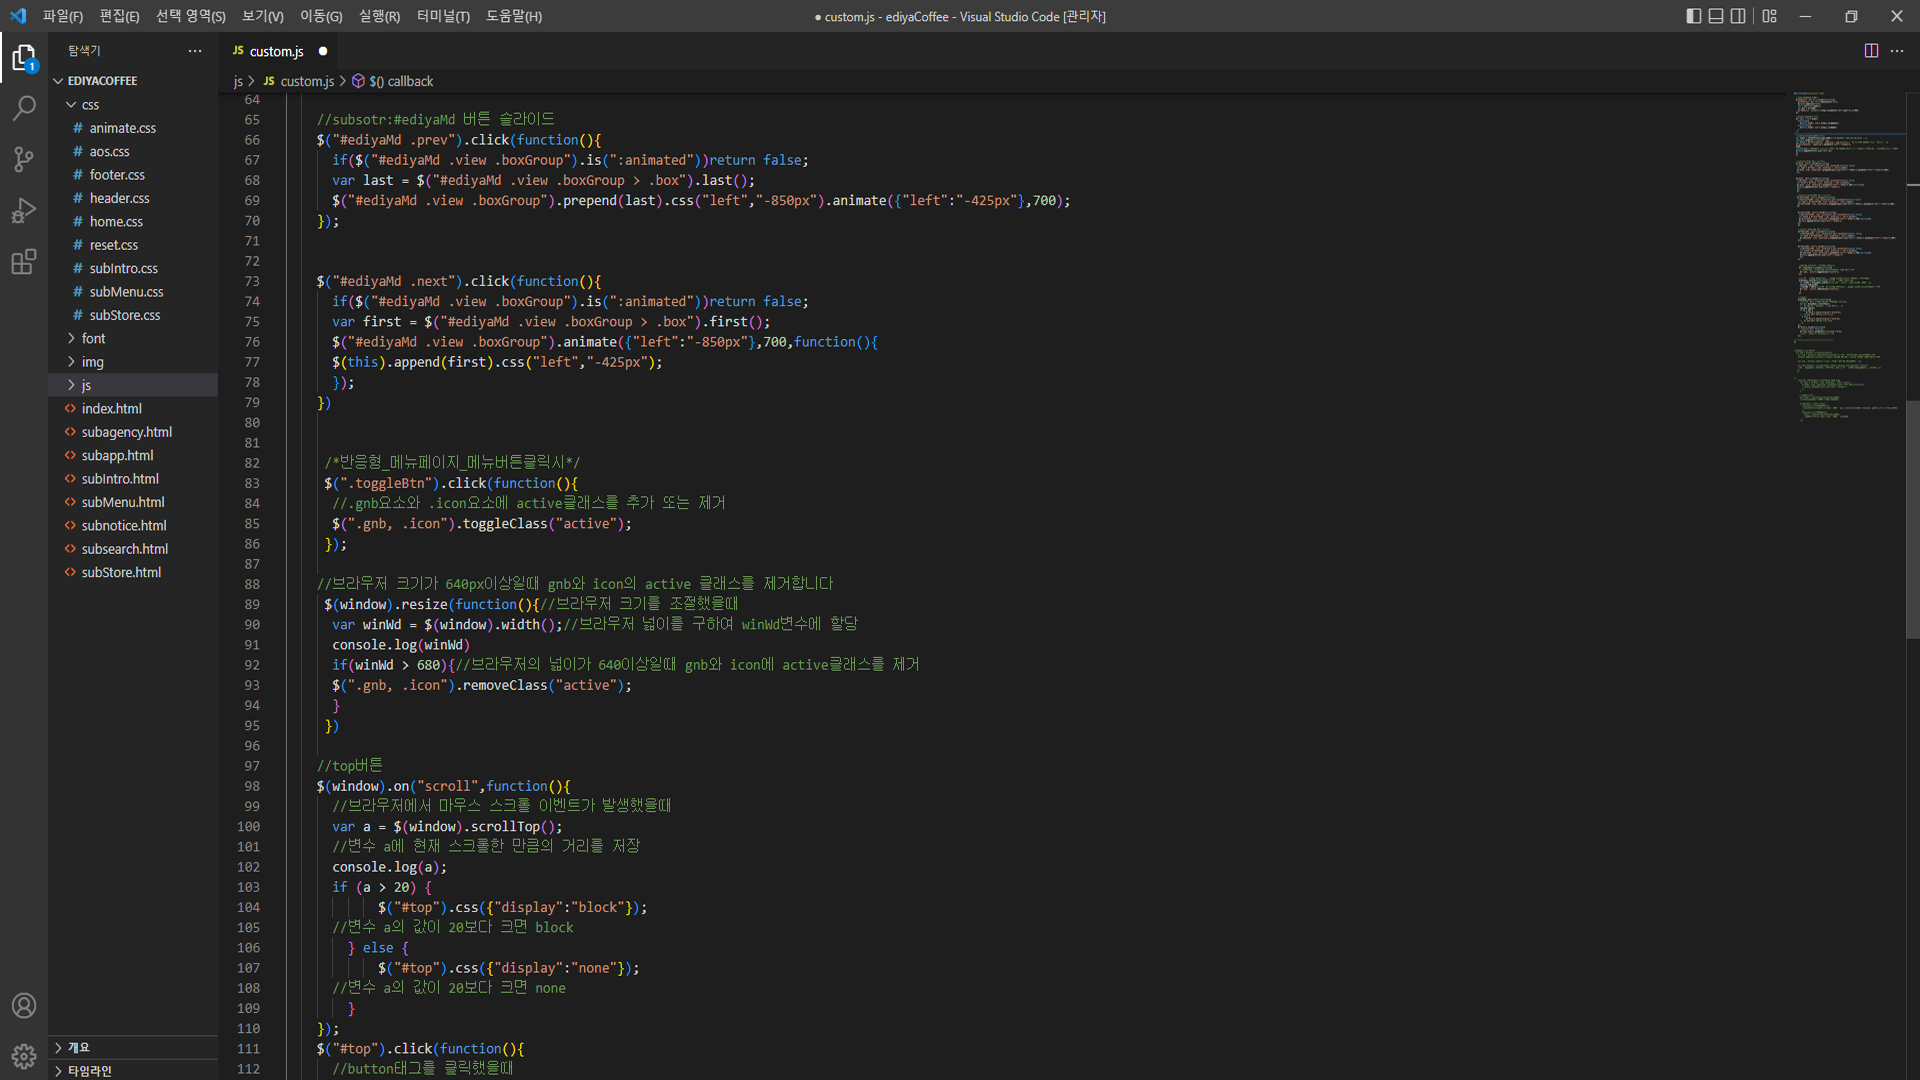 파일(F) 편집(E) 선택 영역(S) 보기(V) 이동(G) 실행(R) 터미널(T) 도움말(H)
● custom.js - ediyaCoffee - Visual Studio Code [관리자]
탐색기
1
EDIYACOFFEE
css
# animate.css
# aos.css
# footer.css
# header.css
# home.css
# reset.css
# subIntro.css
# subMenu.css
# subStore.css
font
img
js
index.html
subagency.html
subapp.html
subIntro.html
subMenu.html
subnotice.html
subsearch.html
subStore.html
개요
타임라인
JS custom.js ●
js > JS custom.js > $() callback
64
65 //subsotr:#ediyaMd 버튼 슬라이드
66 $("#ediyaMd .prev").click(function(){
67 if($("#ediyaMd .view .boxGroup").is(":animated"))return false;
68 var last = $("#ediyaMd .view .boxGroup > .box").last();
69 $("#ediyaMd .view .boxGroup").prepend(last).css("left","-850px").animate({"left":"-425px"},700);
70 });
71
72
73 $("#ediyaMd .next").click(function(){
74 if($("#ediyaMd .view .boxGroup").is(":animated"))return false;
75 var first = $("#ediyaMd .view .boxGroup > .box").first();
76 $("#ediyaMd .view .boxGroup").animate({"left":"-850px"},700,function(){
77 $(this).append(first).css("left","-425px");
78 });
79 })
80
81
82 /*반응형_메뉴페이지_메뉴버튼클릭시*/
83 $(".toggleBtn").click(function(){
84 //.gnb요소와 .icon요소에 active클래스를 추가 또는 제거
85 $(".gnb, .icon").toggleClass("active");
86 });
87
88 //브라우저 크기가 640px이상일때 gnb와 icon의 active 클래스를 제거합니다
89 $(window).resize(function(){//브라우저 크기를 조절했을때
90 var winWd = $(window).width();//브라우저 넓이를 구하여 winWd변수에 할당
91 console.log(winWd)
92 if(winWd > 680){//브라우저의 넓이가 640이상일때 gnb와 icon에 active클래스를 제거
93 $(".gnb, .icon").removeClass("active");
94 }
95 })
96
97 //top버튼
98 $(window).on("scroll",function(){
99 //브라우저에서 마우스 스크롤 이벤트가 발생했을때
100 var a = $(window).scrollTop();
101 //변수 a에 현재 스크롤한 만큼의 거리를 저장
102 console.log(a);
103 if (a > 20) {
104 $("#top").css({"display":"block"});
105 //변수 a의 값이 20보다 크면 block
106 } else {
107 $("#top").css({"display":"none"});
108 //변수 a의 값이 20보다 크면 none
109 }
110 });
111 $("#top").click(function(){
112 //button태그를 클릭했을때